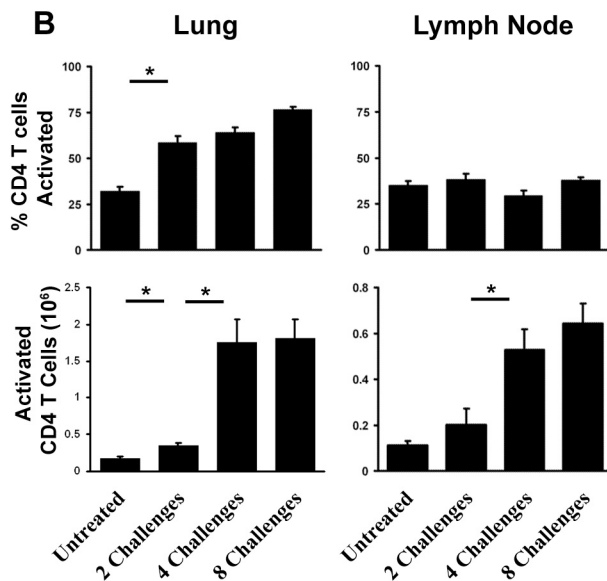 B
Lung
Lymph Node
% CD4 T cells
Activated
100
75
50
25
0
*
100
75
50
25
0
Activated
CD4 T Cells (10⁶)
2.5
2
1.5
1
0.5
0
*
*
0.8
0.6
0.4
0.2
0
*
Untreated
2 Challenges
4 Challenges
8 Challenges
Untreated
2 Challenges
4 Challenges
8 Challenges